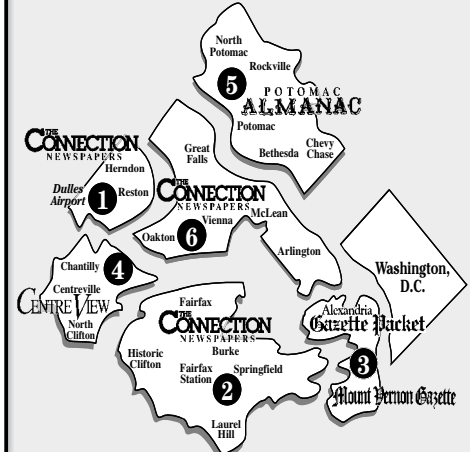 North
Potomac
Rockville
5
POTOMAC
ALMANAC
Potomac
Bethesda
Chevy
Chase
THE
CONNECTION
NEWSPAPERS
Herndon
Dulles
Airport
1
Reston
Great
Falls
THE
CONNECTION
NEWSPAPERS
Vienna
McLean
Oakton
6
Arlington
Chantilly
4
Centreville
CENTREVIEW
North
Clifton
Washington,
D.C.
Fairfax
THE
CONNECTION
NEWSPAPERS
Burke
Historic
Clifton
Fairfax
Station
Springfield
2
Laurel
Hill
Alexandria
Gazette Packet
3
Mount Vernon Gazette